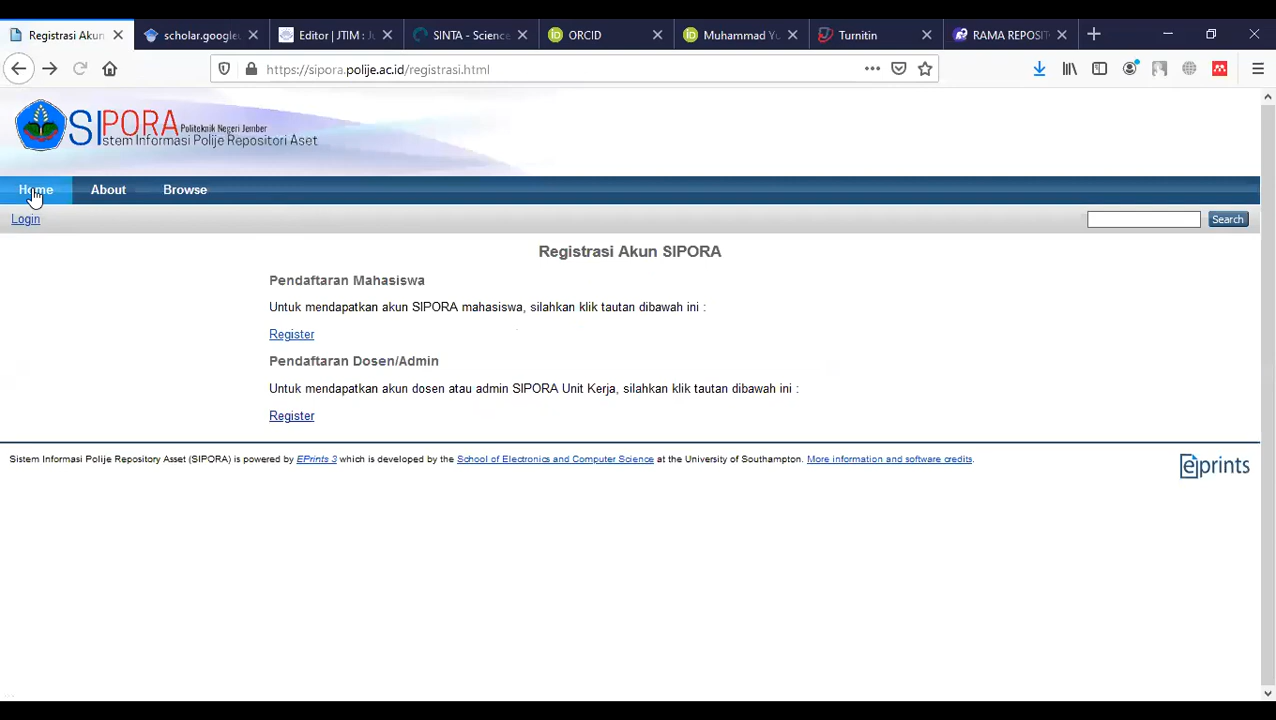 Registrasi Akun
scholar.google
Editor | JTIM : Ju
SINTA - Science
ORCID
Muhammad Yu
Turnitin
RAMA REPOSIT
https://sipora.polije.ac.id/registrasi.html
SIPORA Politeknik Negeri Jember
Sistem Informasi Polije Repositori Aset
Home About Browse
Login
Search
Registrasi Akun SIPORA
Pendaftaran Mahasiswa
Untuk mendapatkan akun SIPORA mahasiswa, silahkan klik tautan dibawah ini :
Register
Pendaftaran Dosen/Admin
Untuk mendapatkan akun dosen atau admin SIPORA Unit Kerja, silahkan klik tautan dibawah ini :
Register
Sistem Informasi Polije Repository Asset (SIPORA) is powered by EPrints 3 which is developed by the School of Electronics and Computer Science at the University of Southampton. More information and software credits.
eprints